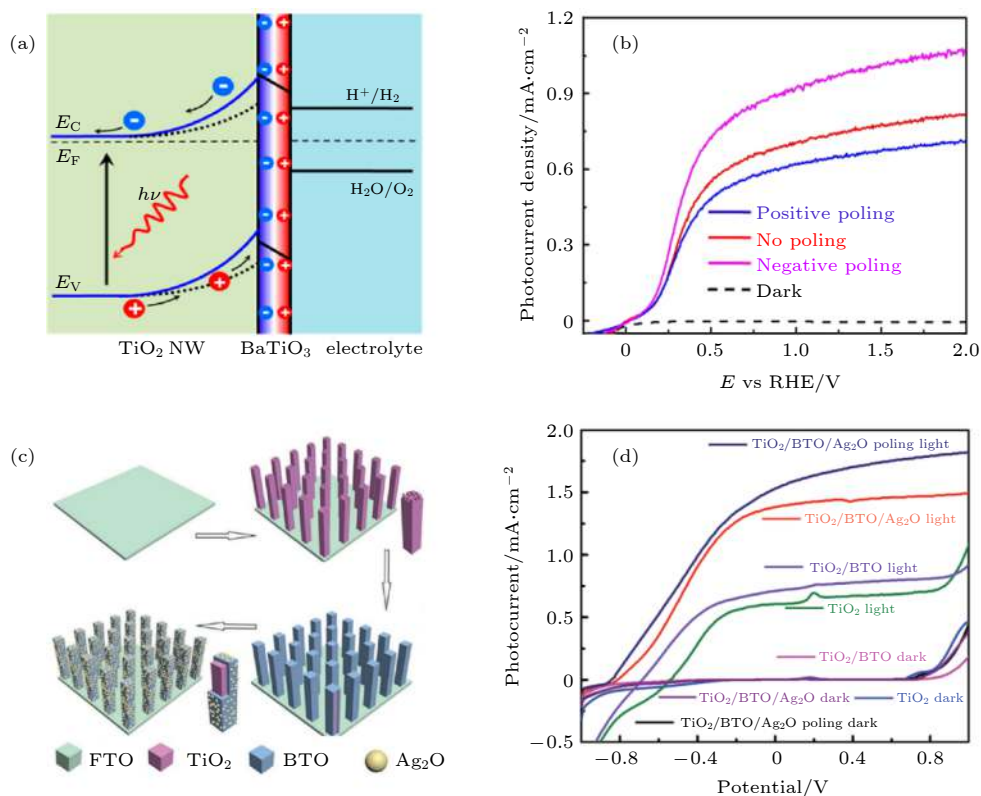 (a)
H⁺/H₂
E_C
E_F
hν
H₂O/O₂
E_V
TiO₂ NW BaTiO₃ electrolyte
(b)
Photocurrent density/mA·cm⁻²
1.2
0.9
0.6
0.3
0
Positive poling
No poling
Negative poling
Dark
0 0.5 1.0 1.5 2.0
E vs RHE/V
(c)
FTO TiO₂ BTO Ag₂O
(d)
Photocurrent/mA·cm⁻²
2.0
1.5
1.0
0.5
0
−0.5
TiO₂/BTO/Ag₂O poling light
TiO₂/BTO/Ag₂O light
TiO₂/BTO light
TiO₂ light
TiO₂/BTO dark
TiO₂/BTO/Ag₂O dark TiO₂ dark
TiO₂/BTO/Ag₂O poling dark
−0.8 −0.4 0 0.4 0.8
Potential/V